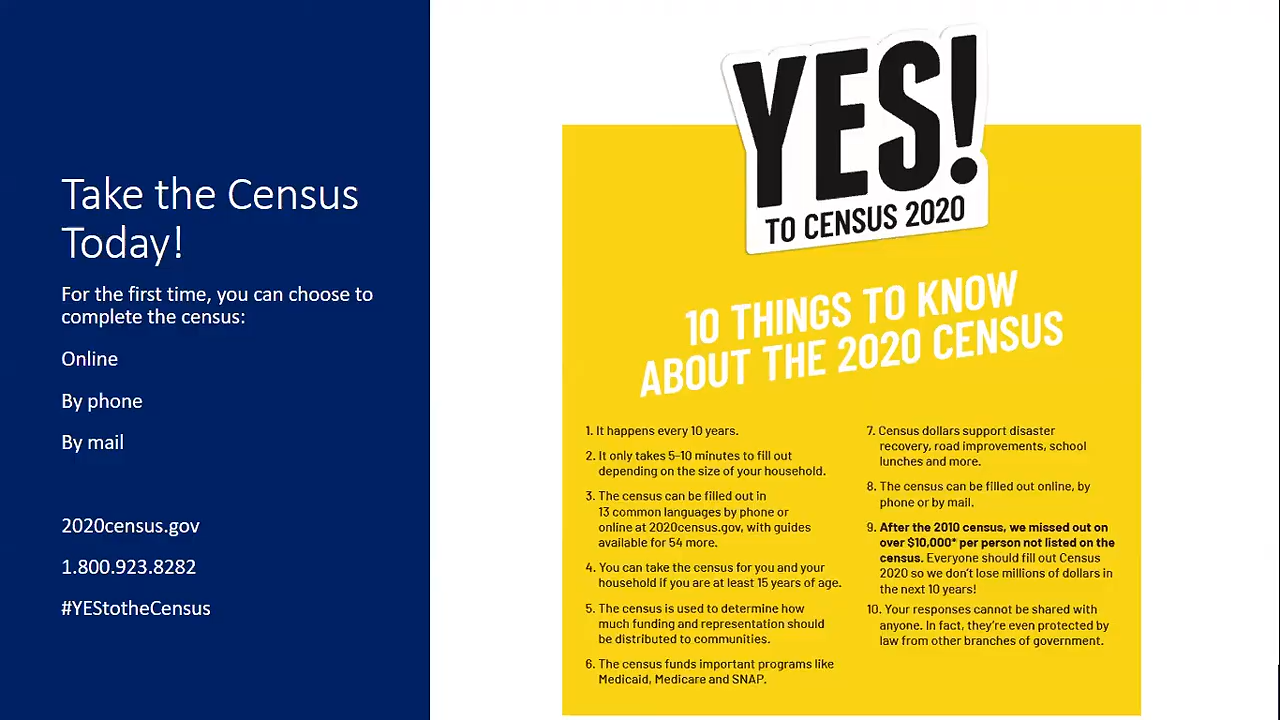 Take the Census
Today!
For the first time, you can choose to
complete the census:
Online
By phone
By mail
2020census.gov
1.800.923.8282
#YEStotheCensus
YES!
TO CENSUS 2020
10 THINGS TO KNOW
ABOUT THE 2020 CENSUS
1. It happens every 10 years.
2. It only takes 5–10 minutes to fill out
depending on the size of your household.
3. The census can be filled out in
13 common languages by phone or
online at 2020census.gov, with guides
available for 54 more.
4. You can take the census for you and your
household if you are at least 15 years of age.
5. The census is used to determine how
much funding and representation should
be distributed to communities.
6. The census funds important programs like
Medicaid, Medicare and SNAP.
7. Census dollars support disaster
recovery, road improvements, school
lunches and more.
8. The census can be filled out online, by
phone or by mail.
9. After the 2010 census, we missed out on
over $10,000* per person not listed on the
census. Everyone should fill out Census
2020 so we don't lose millions of dollars in
the next 10 years!
10. Your responses cannot be shared with
anyone. In fact, they're even protected by
law from other branches of government.